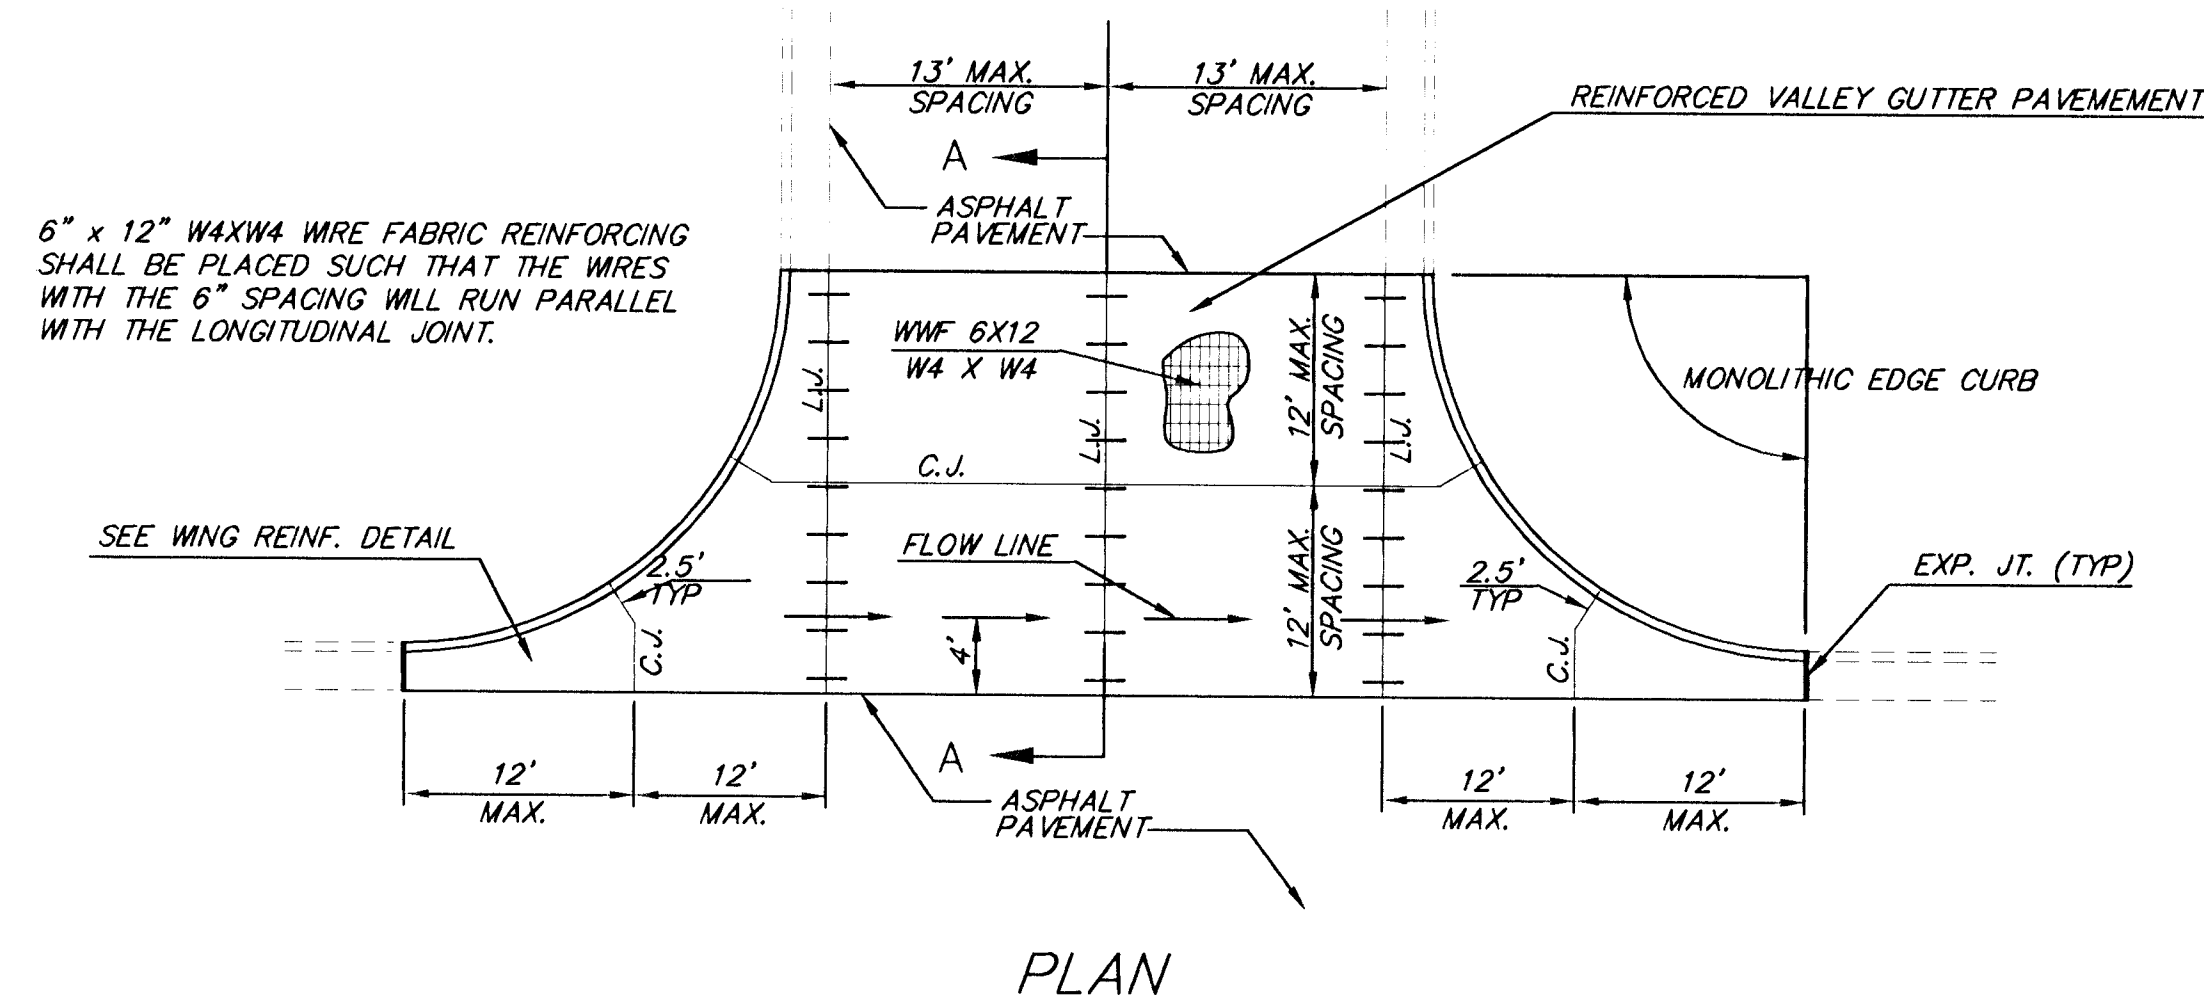 13' MAX.
SPACING
13' MAX.
SPACING
REINFORCED VALLEY GUTTER PAVEMEMENT
A
ASPHALT
PAVEMENT
6" x 12" W4XW4 WIRE FABRIC REINFORCING
SHALL BE PLACED SUCH THAT THE WIRES
WITH THE 6" SPACING WILL RUN PARALLEL
WITH THE LONGITUDINAL JOINT.
WWF 6X12
W4 X W4
12' MAX.
SPACING
MONOLITHIC EDGE CURB
L.J.
L.J.
L.J.
C.J.
SEE WING REINF. DETAIL
2.5'
TYP
FLOW LINE
12' MAX.
SPACING
2.5'
TYP
EXP. JT. (TYP)
C.J.
4'
C.J.
A
12'
MAX.
12'
MAX.
ASPHALT
PAVEMENT
12'
MAX.
12'
MAX.
PLAN